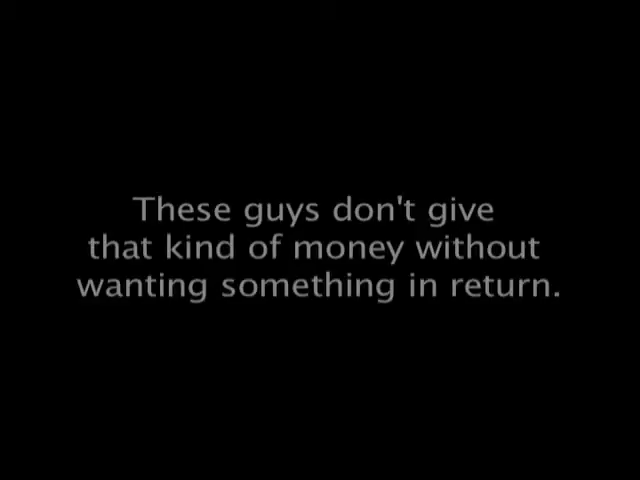 These guys don't give
that kind of money without
wanting something in return.